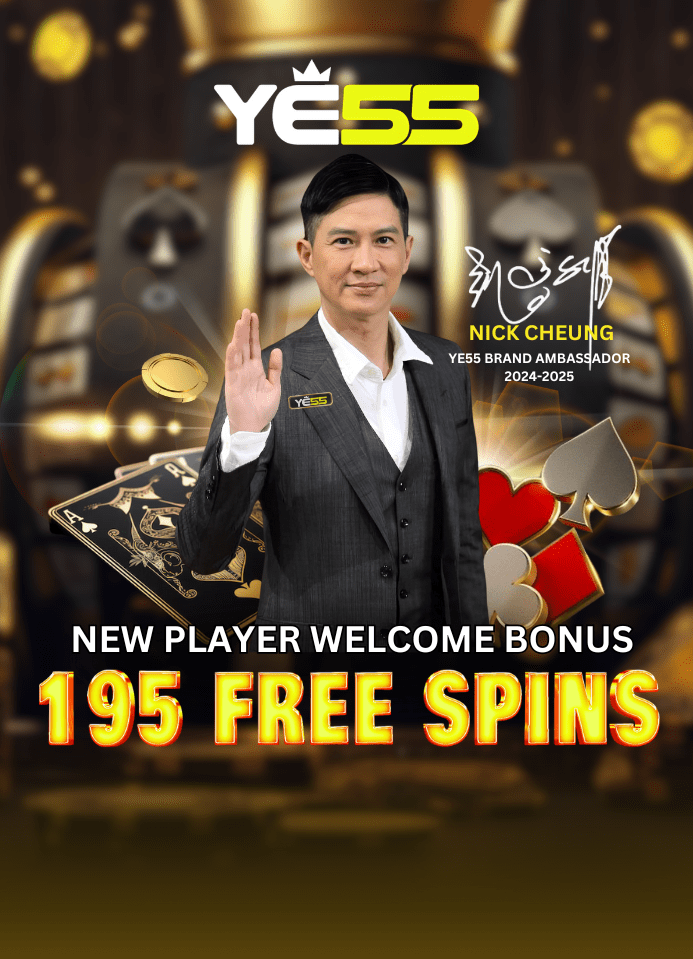 YE55
NICK CHEUNG
YE55 BRAND AMBASSADOR
2024-2025
YE55
A
A
K
NEW PLAYER WELCOME BONUS
195 FREE SPINS